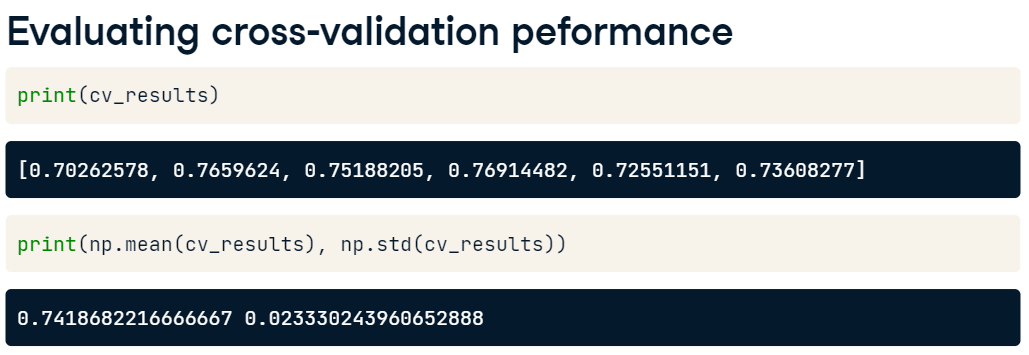 Evaluating cross-validation peformance
print(cv_results)
[0.70262578, 0.7659624, 0.75188205, 0.76914482, 0.72551151, 0.73608277]
print(np.mean(cv_results), np.std(cv_results))
0.7418682216666667 0.023330243960652888